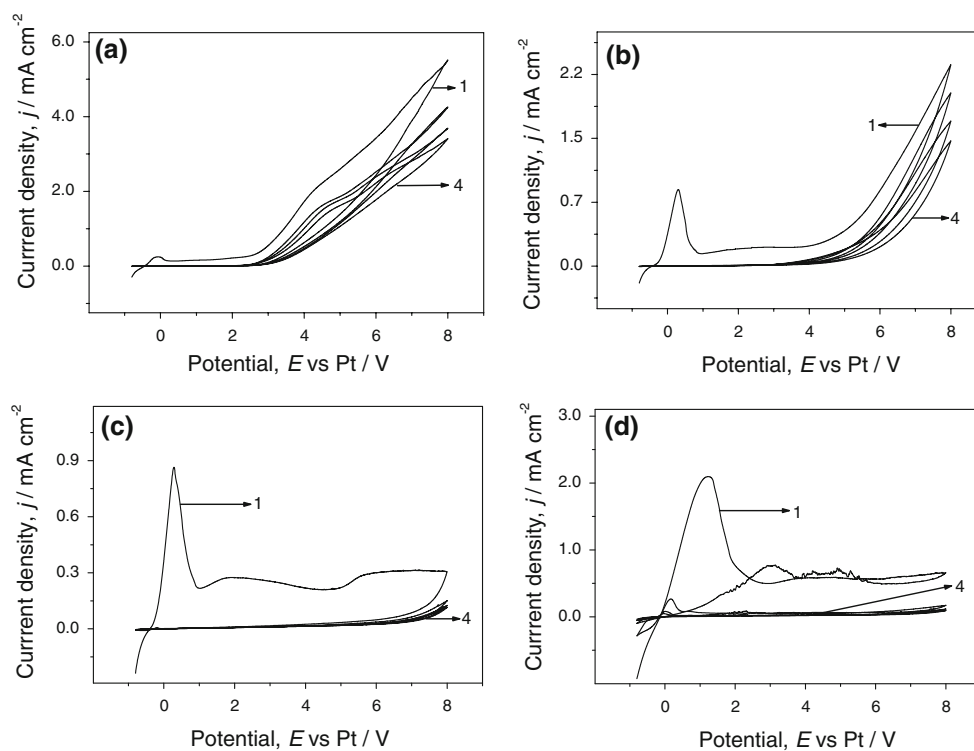 (a)
6.0
4.0
2.0
0.0
0 2 4 6 8
1
4
Currrent density, j / mA cm-2
Potential, E vs Pt / V
(b)
2.2
1.5
0.7
0.0
0 2 4 6 8
1
4
Currrent density, j / mA cm-2
Potential, E vs Pt / V
(c)
0.9
0.6
0.3
0.0
0 2 4 6 8
1
4
Currrent density, j / mA cm-2
Potential, E vs Pt / V
(d)
3.0
2.0
1.0
0.0
0 2 4 6 8
1
4
Currrent density, j / mA cm-2
Potential, E vs Pt / V